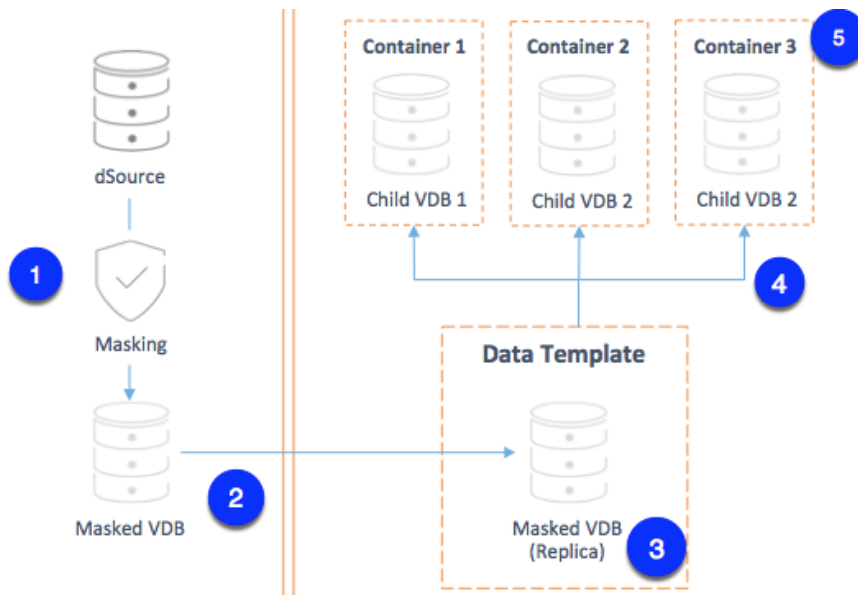 dSource
1
Masking
Masked VDB
2
Container 1
Child VDB 1
Container 2
Child VDB 2
Container 3
Child VDB 2
5
4
Data Template
Masked VDB
(Replica)
3